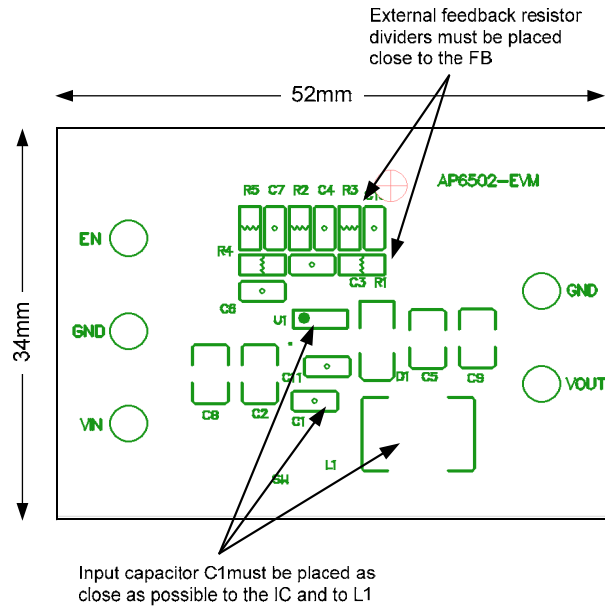 External feedback resistor
dividers must be placed
close to the FB
52mm
AP6502-EVM
R5 C7 R2 C4 R3
EN
R4
C3 R1
C6
GND
34mm
U1
GND
C11
D1 C5 C9
VOUT
C8 C2 C1
VIN
L1
SW
Input capacitor C1must be placed as
close as possible to the IC and to L1